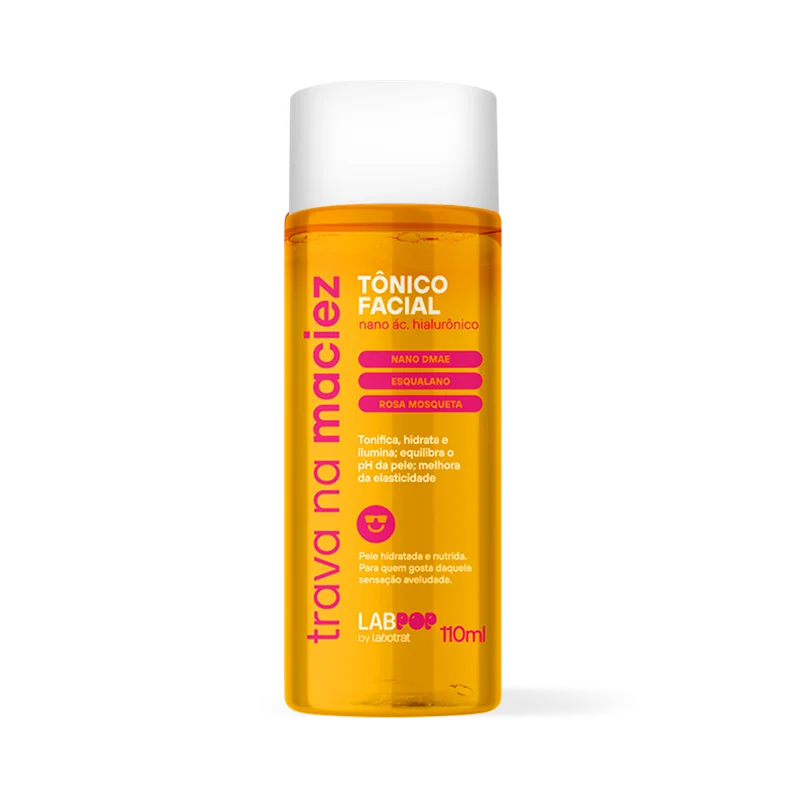 trava na maciez
TÔNICO
FACIAL
nano ác. hialurônico
NANO DMAE
ESQUALANO
ROSA MOSQUETA
Tonifica, hidrata e
ilumina; equilibra o
pH da pele; melhora
da elasticidade
Pele hidratada e nutrida.
Para quem gosta daquela
sensação aveludada.
LABPOP
by labotrat
110ml